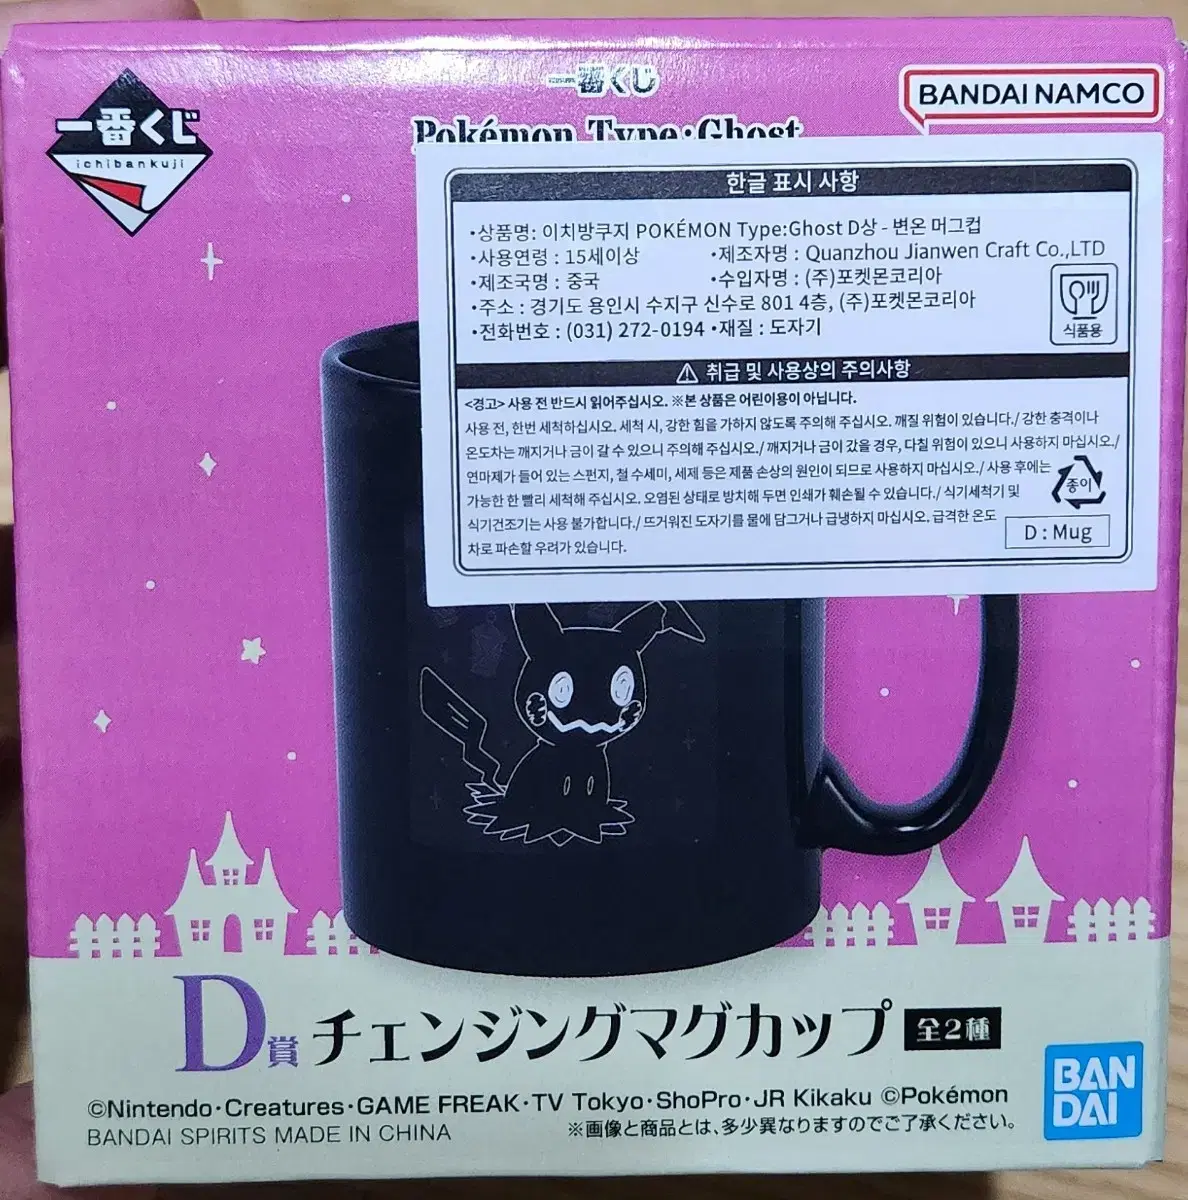 一番くじ
ichibankuji
一番くじ
BANDAI NAMCO
Pokémon Type:Ghost
한글 표시 사항
•상품명: 이치방쿠지 POKÉMON Type:Ghost D상 - 변온 머그컵
•사용연령 : 15세이상 •제조자명 : Quanzhou Jianwen Craft Co.,LTD
•제조국명 : 중국 •수입자명 : (주)포켓몬코리아
•주소 : 경기도 용인시 수지구 신수로 801 4층, (주)포켓몬코리아
•전화번호 : (031) 272-0194 •재질 : 도자기
식품용
⚠ 취급 및 사용상의 주의사항
<경고> 사용 전 반드시 읽어주십시오. ※본 상품은 어린이용이 아닙니다.
사용 전, 한번 세척하십시오. 세척 시, 강한 힘을 가하지 않도록 주의해 주십시오. 깨질 위험이 있습니다./ 강한 충격이나
온도차는 깨지거나 금이 갈 수 있으니 주의해 주십시오./ 깨지거나 금이 갔을 경우, 다칠 위험이 있으니 사용하지 마십시오./
연마제가 들어 있는 스펀지, 철 수세미, 세제 등은 제품 손상의 원인이 되므로 사용하지 마십시오./ 사용 후에는
가능한 한 빨리 세척해 주십시오. 오염된 상태로 방치해 두면 인쇄가 훼손될 수 있습니다./ 식기세척기 및
식기건조기는 사용 불가합니다./ 뜨거워진 도자기를 물에 담그거나 급냉하지 마십시오. 급격한 온도
차로 파손할 우려가 있습니다.
종이
D : Mug
D賞 チェンジングマグカップ 全2種
©Nintendo・Creatures・GAME FREAK・TV Tokyo・ShoPro・JR Kikaku ©Pokémon
BANDAI SPIRITS MADE IN CHINA
※画像と商品とは、多少異なりますのでご了承ください。
BAN
DAI